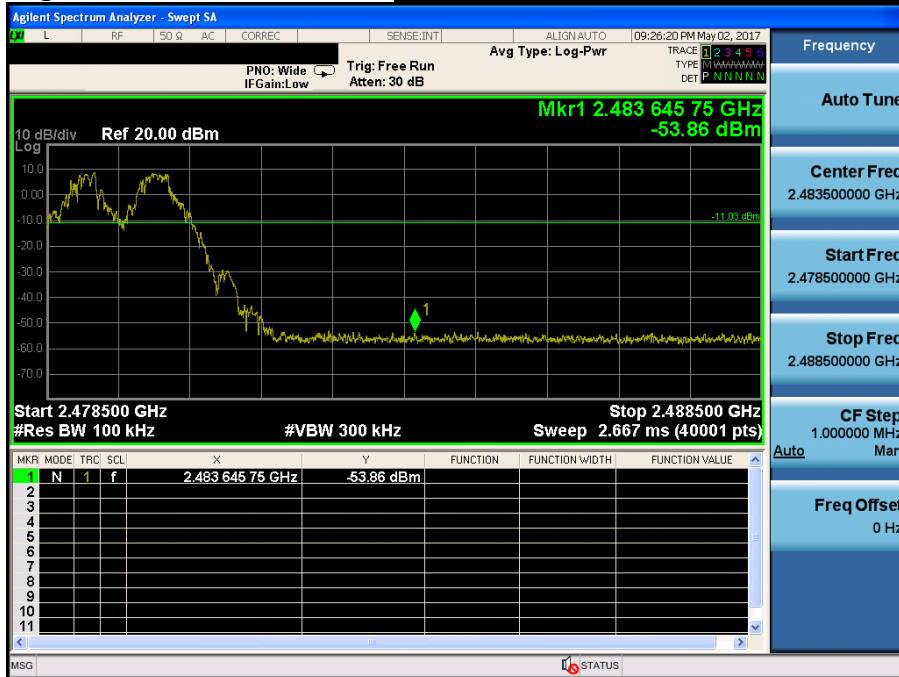 Agilent Spectrum Analyzer - Swept SA
LXI L RF 50 Ω AC CORREC SENSE:INT ALIGN AUTO 09:26:20 PM May 02, 2017
Avg Type: Log-Pwr TRACE 1 2 3 4 5 6
PNO: Wide Trig: Free Run TYPE M WWWWW
IFGain:Low Atten: 30 dB DET P N N N N N
Mkr1 2.483 645 75 GHz
-53.86 dBm
10 dB/div Ref 20.00 dBm
Log
10.0
0.00
-10.0
-11.03 dBm
-20.0
-30.0
-40.0
1
-50.0
-60.0
-70.0
Start 2.478500 GHz Stop 2.488500 GHz
#Res BW 100 kHz #VBW 300 kHz Sweep 2.667 ms (40001 pts)
MKR MODE TRC SCL X Y FUNCTION FUNCTION WIDTH FUNCTION VALUE
1 N 1 f 2.483 645 75 GHz -53.86 dBm
2
3
4
5
6
7
8
9
10
11
MSG STATUS
Frequency
Auto Tune
Center Freq
2.483500000 GHz
Start Freq
2.478500000 GHz
Stop Freq
2.488500000 GHz
CF Step
1.000000 MHz
Auto Man
Freq Offset
0 Hz